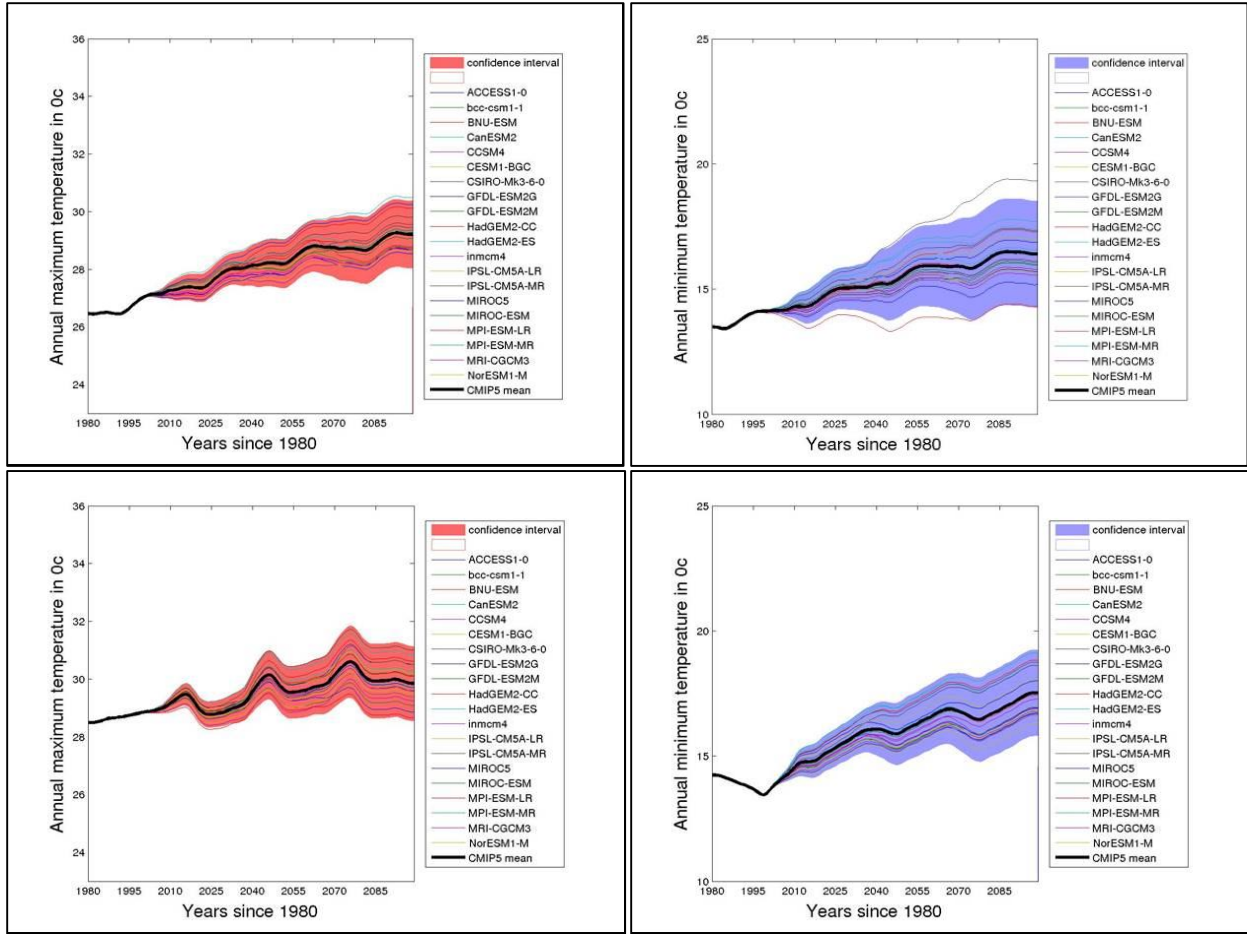 36
34
32
30
28
26
24
1980 1995 2010 2025 2040 2055 2070 2085
Annual maximum temperature in 0c
Years since 1980
confidence interval
ACCESS1-0
bcc-csm1-1
BNU-ESM
CanESM2
CCSM4
CESM1-BGC
CSIRO-Mk3-6-0
GFDL-ESM2G
GFDL-ESM2M
HadGEM2-CC
HadGEM2-ES
inmcm4
IPSL-CM5A-LR
IPSL-CM5A-MR
MIROC5
MIROC-ESM
MPI-ESM-LR
MPI-ESM-MR
MRI-CGCM3
NorESM1-M
CMIP5 mean
25
20
15
10
1980 1995 2010 2025 2040 2055 2070 2085
Annual minimum temperature in 0c
Years since 1980
confidence interval
ACCESS1-0
bcc-csm1-1
BNU-ESM
CanESM2
CCSM4
CESM1-BGC
CSIRO-Mk3-6-0
GFDL-ESM2G
GFDL-ESM2M
HadGEM2-CC
HadGEM2-ES
inmcm4
IPSL-CM5A-LR
IPSL-CM5A-MR
MIROC5
MIROC-ESM
MPI-ESM-LR
MPI-ESM-MR
MRI-CGCM3
NorESM1-M
CMIP5 mean
36
34
32
30
28
26
24
1980 1995 2010 2025 2040 2055 2070 2085
Annual maximum temperature in 0c
Years since 1980
confidence interval
ACCESS1-0
bcc-csm1-1
BNU-ESM
CanESM2
CCSM4
CESM1-BGC
CSIRO-Mk3-6-0
GFDL-ESM2G
GFDL-ESM2M
HadGEM2-CC
HadGEM2-ES
inmcm4
IPSL-CM5A-LR
IPSL-CM5A-MR
MIROC5
MIROC-ESM
MPI-ESM-LR
MPI-ESM-MR
MRI-CGCM3
NorESM1-M
CMIP5 mean
25
20
15
10
1980 1995 2010 2025 2040 2055 2070 2085
Annual minimum temperature in 0c
Years since 1980
confidence interval
ACCESS1-0
bcc-csm1-1
BNU-ESM
CanESM2
CCSM4
CESM1-BGC
CSIRO-Mk3-6-0
GFDL-ESM2G
GFDL-ESM2M
HadGEM2-CC
HadGEM2-ES
inmcm4
IPSL-CM5A-LR
IPSL-CM5A-MR
MIROC5
MIROC-ESM
MPI-ESM-LR
MPI-ESM-MR
MRI-CGCM3
NorESM1-M
CMIP5 mean